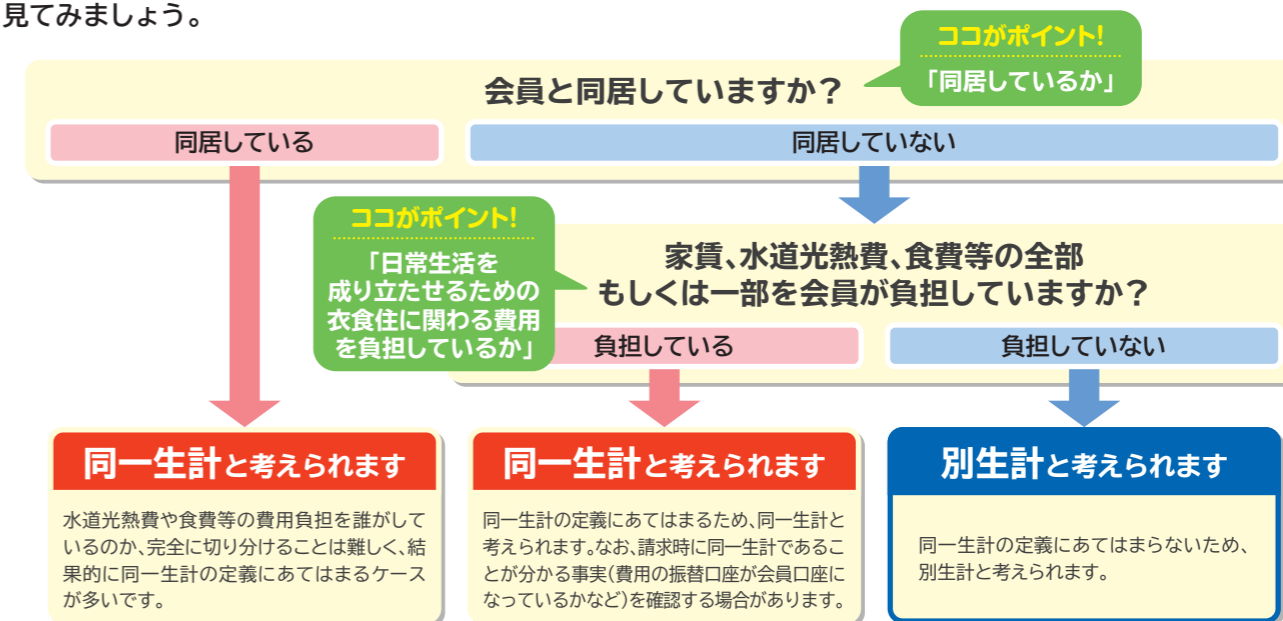 見てみましょう。
ココがポイント!
「同居しているか」
会員と同居していますか？
同居している
同居していない
ココがポイント!
「日常生活を
成り立たせるための
衣食住に関わる費用
を負担しているか」
家賃、水道光熱費、食費等の全部
もしくは一部を会員が負担していますか？
負担している
負担していない
同一生計と考えられます
水道光熱費や食費等の費用負担を誰がして
いるのか、完全に切り分けることは難しく、結
果的に同一生計の定義にあてはまるケース
が多いです。
同一生計と考えられます
同一生計の定義にあてはまるため、同一生計と
考えられます。なお、請求時に同一生計であるこ
とが分かる事実(費用の振替口座が会員口座に
なっているかなど)を確認する場合があります。
別生計と考えられます
同一生計の定義にあてはまらないため、
別生計と考えられます。